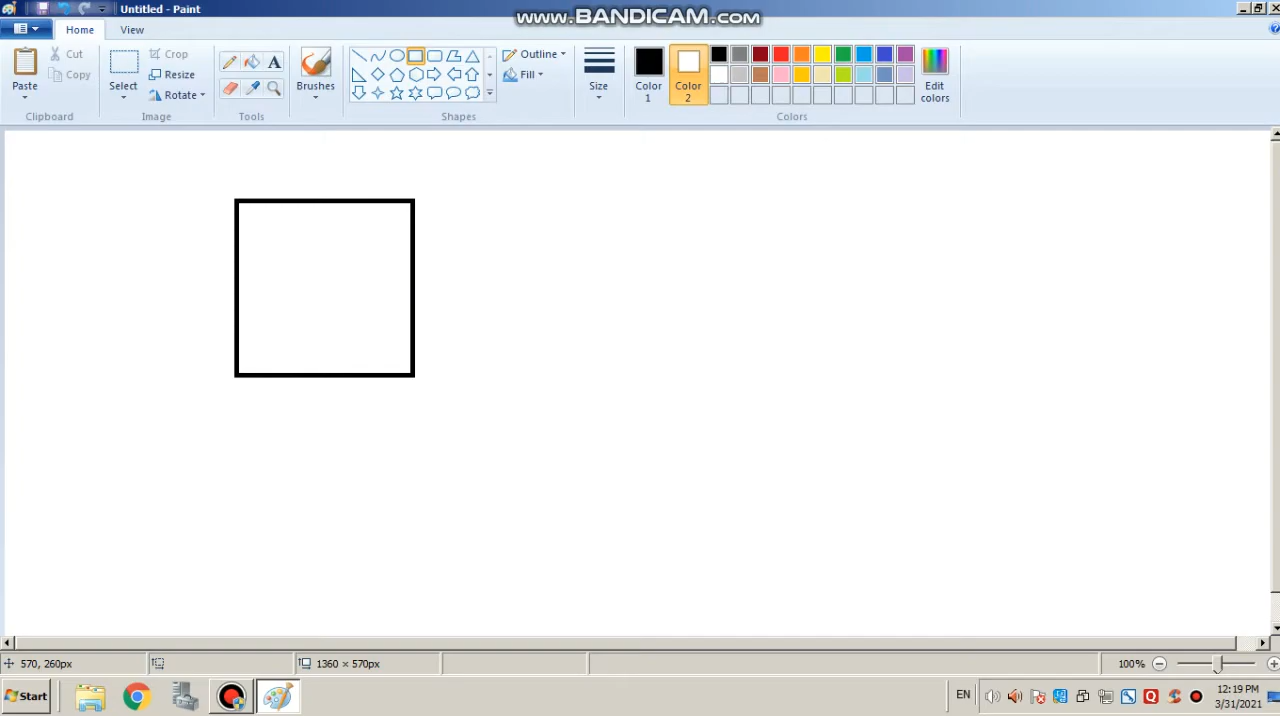 Untitled - Paint
www.BANDICAM.com
Home
View
Paste
Cut
Copy
Clipboard
Select
Crop
Resize
Rotate
Image
A
Tools
Brushes
Shapes
Outline
Fill
Size
Color
1
Color
2
Edit
colors
Colors
570, 260px
1360 × 570px
100%
Start
EN
Q
S
12:19 PM
3/31/2021